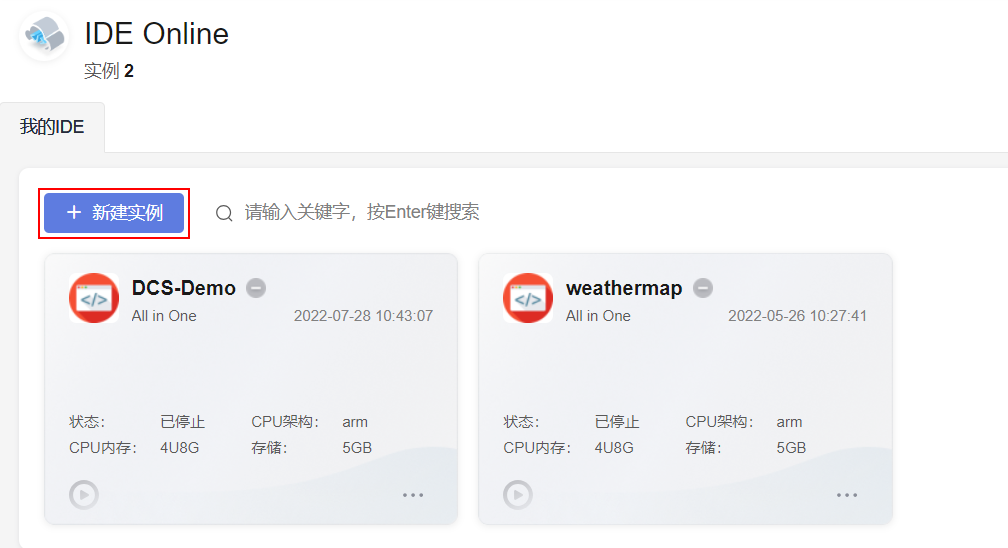 IDE Online
实例 2
我的IDE
+ 新建实例
请输入关键字，按Enter键搜索
DCS-Demo
All in One
2022-07-28 10:43:07
状态：
已停止
CPU架构：
arm
CPU内存：
4U8G
存储：
5GB
weathermap
All in One
2022-05-26 10:27:41
状态：
已停止
CPU架构：
arm
CPU内存：
4U8G
存储：
5GB